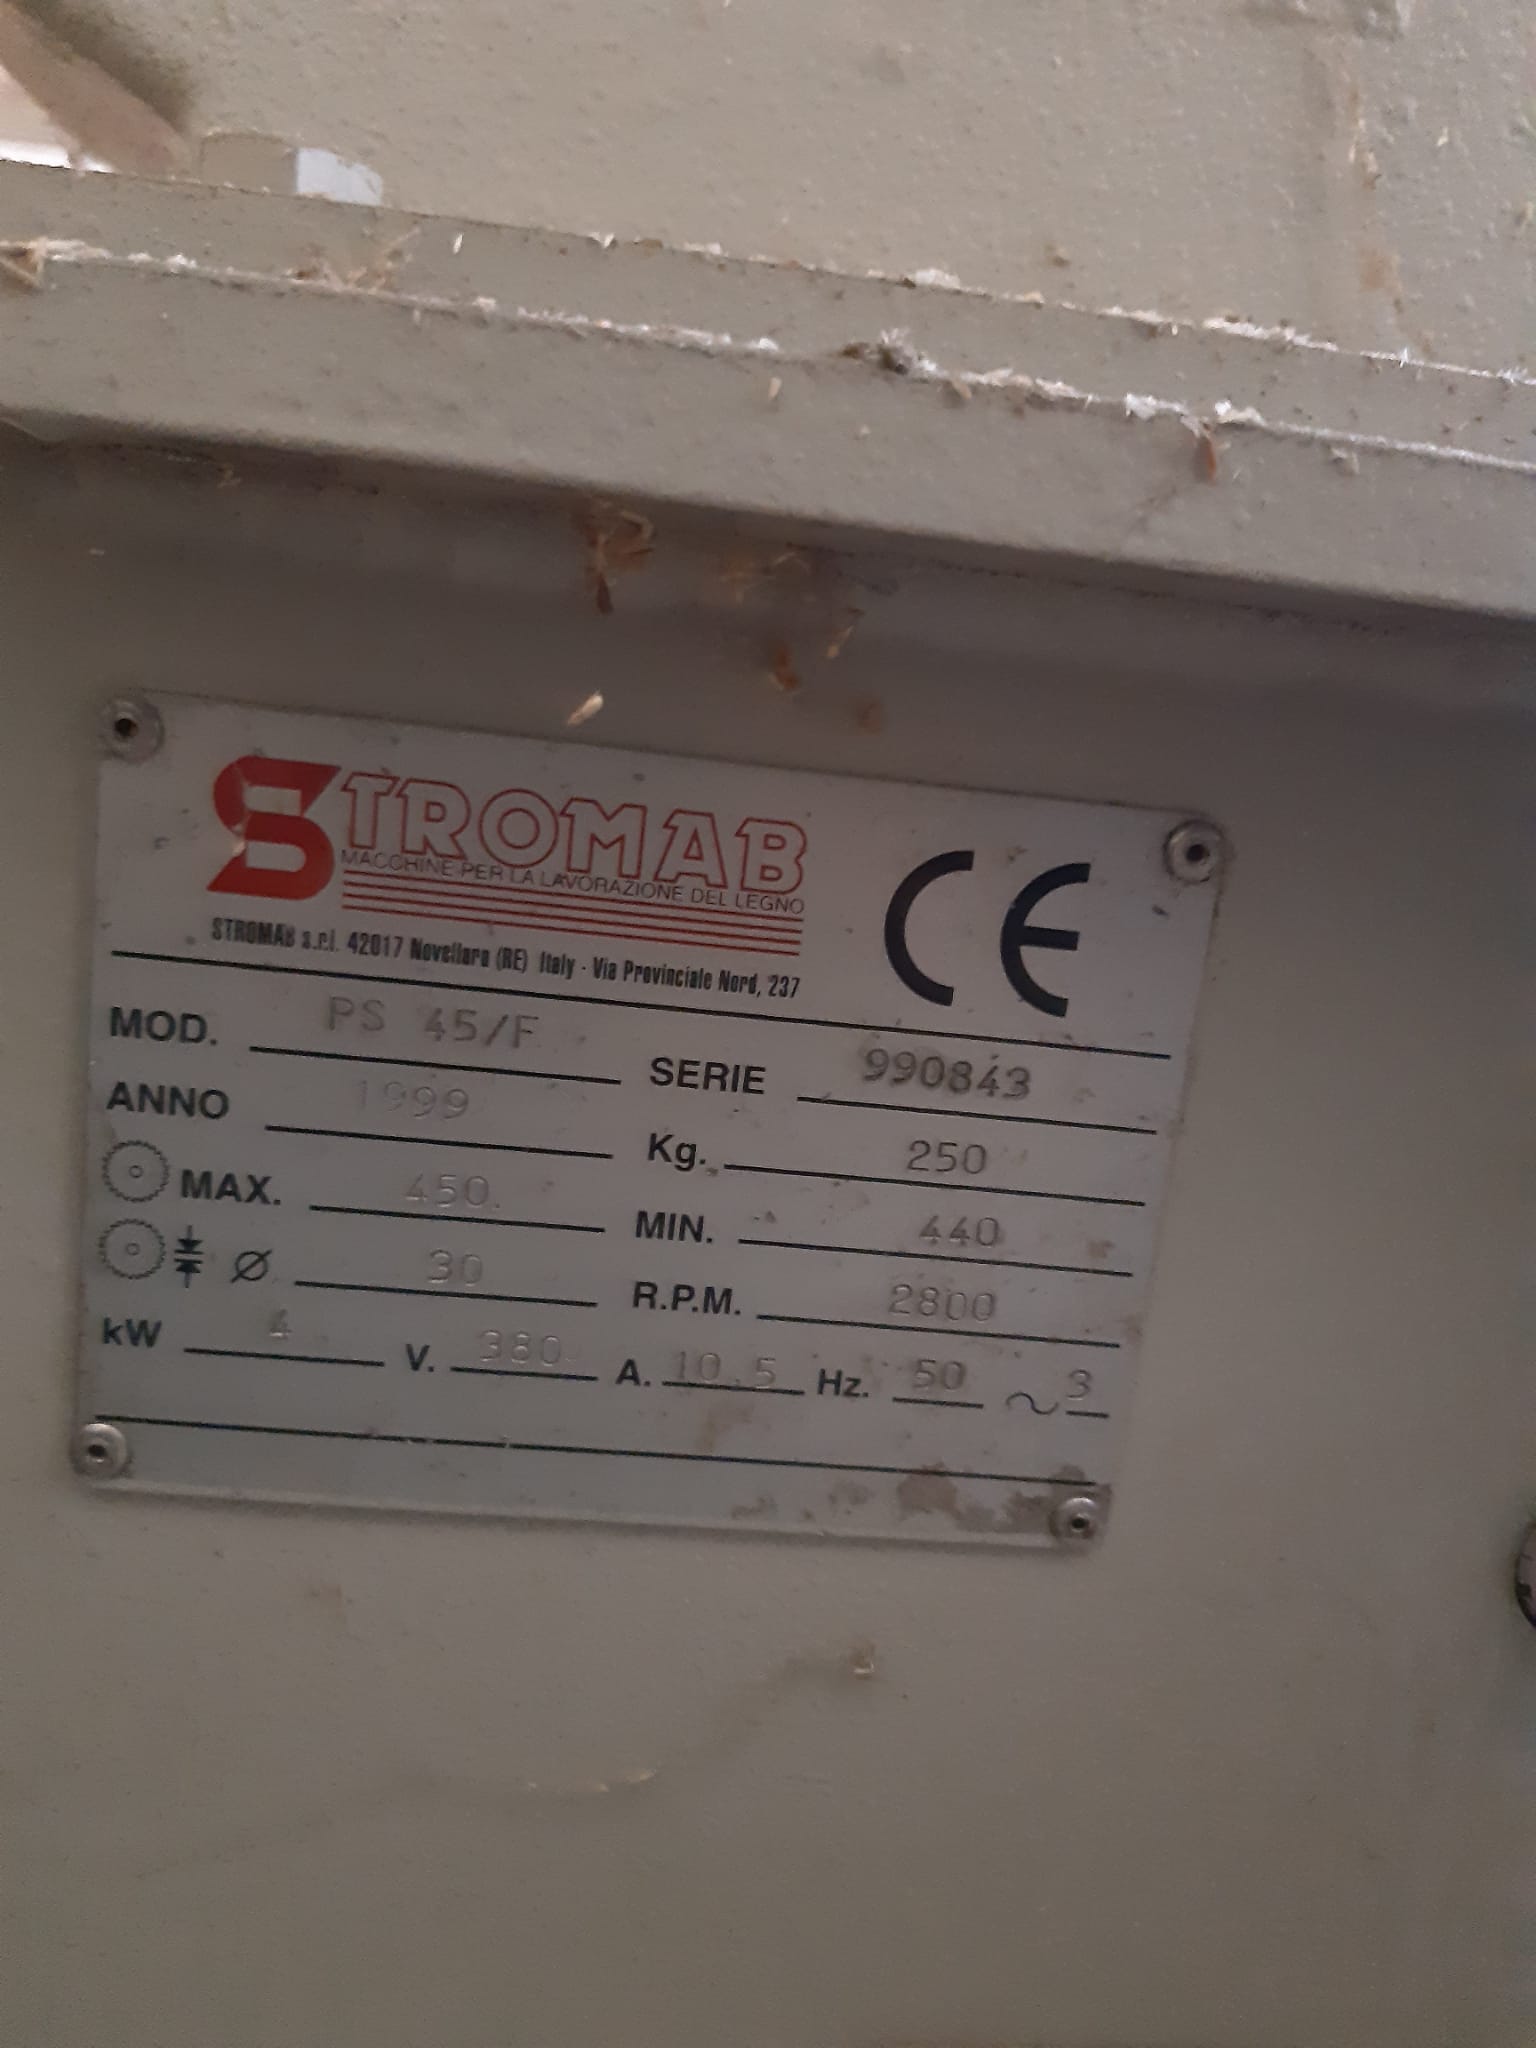 STROMAB
MACCHINE PER LA LAVORAZIONE DEL LEGNO
STROMAB s.r.l. 42017 Novellara (RE) Italy - Via Provinciale Nord, 237
CE
MOD. PS 45/F SERIE 990843
ANNO 1999 Kg. 250
MAX. 450 MIN. 440
Ø 30 R.P.M. 2800
kW 4 V. 380 A. 10.5 Hz. 50 ~ 3